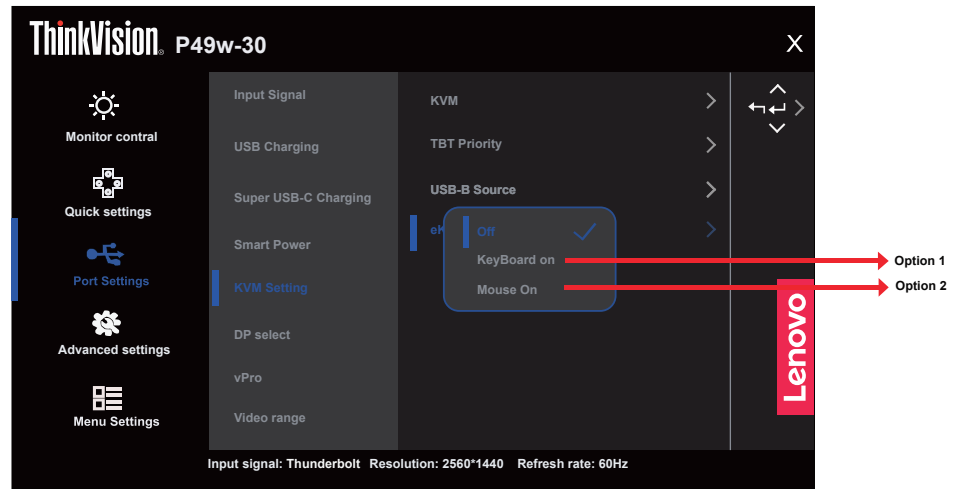 ThinkVision. P49w-30
X
Monitor contral
Quick settings
Port Settings
Advanced settings
Menu Settings
Input Signal
USB Charging
Super USB-C Charging
Smart Power
KVM Setting
DP select
vPro
Video range
KVM
TBT Priority
USB-B Source
Off
KeyBoard on
Mouse On
Option 1
Option 2
Lenovo
Input signal: Thunderbolt Resolution: 2560*1440 Refresh rate: 60Hz